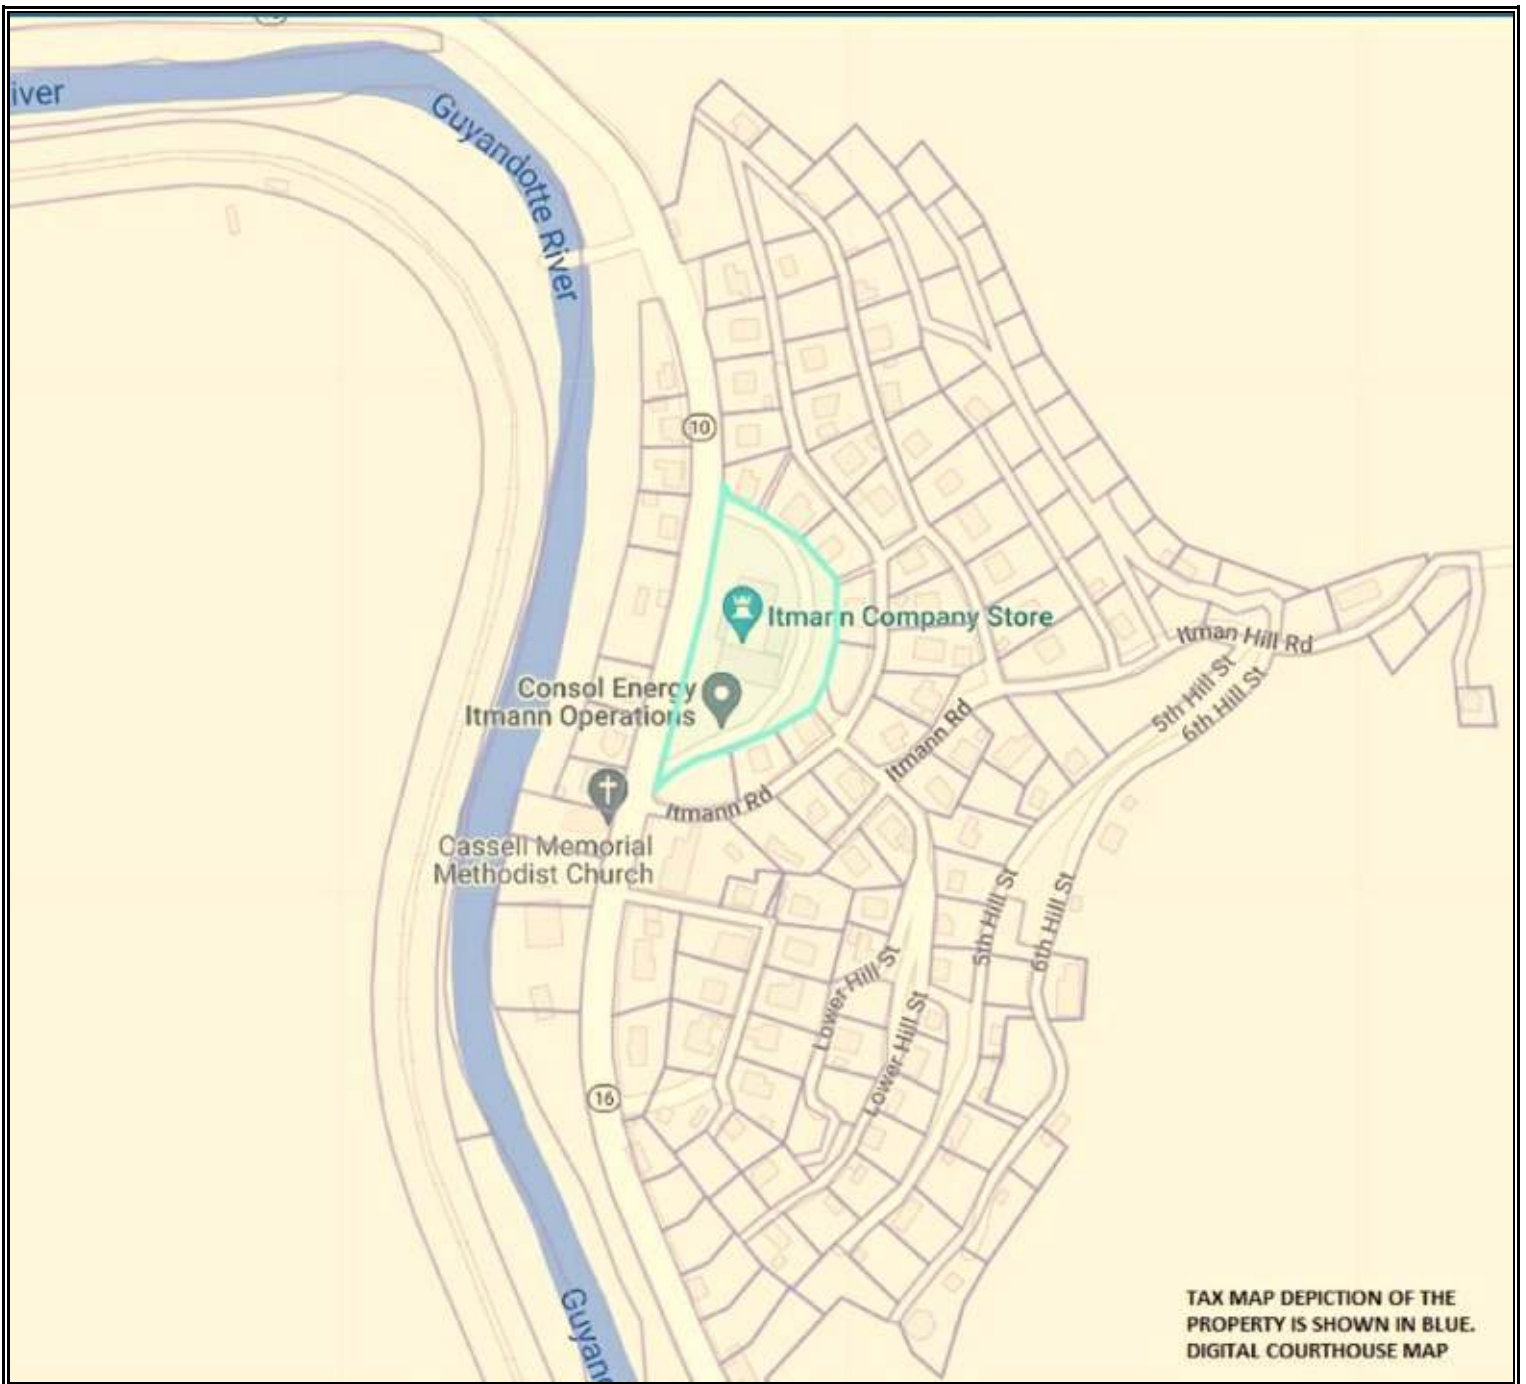 iver
Guyandotte River
10
Itmann Company Store
Consol Energy
Itmann Operations
Itman Hill Rd
5th Hill St
6th Hill St
Itmann Rd
Itmann Rd
Cassell Memorial
Methodist Church
5th Hill St
6th Hill St
Lower Hill St
Lower Hill St
16
Guyand
TAX MAP DEPICTION OF THE
PROPERTY IS SHOWN IN BLUE.
DIGITAL COURTHOUSE MAP